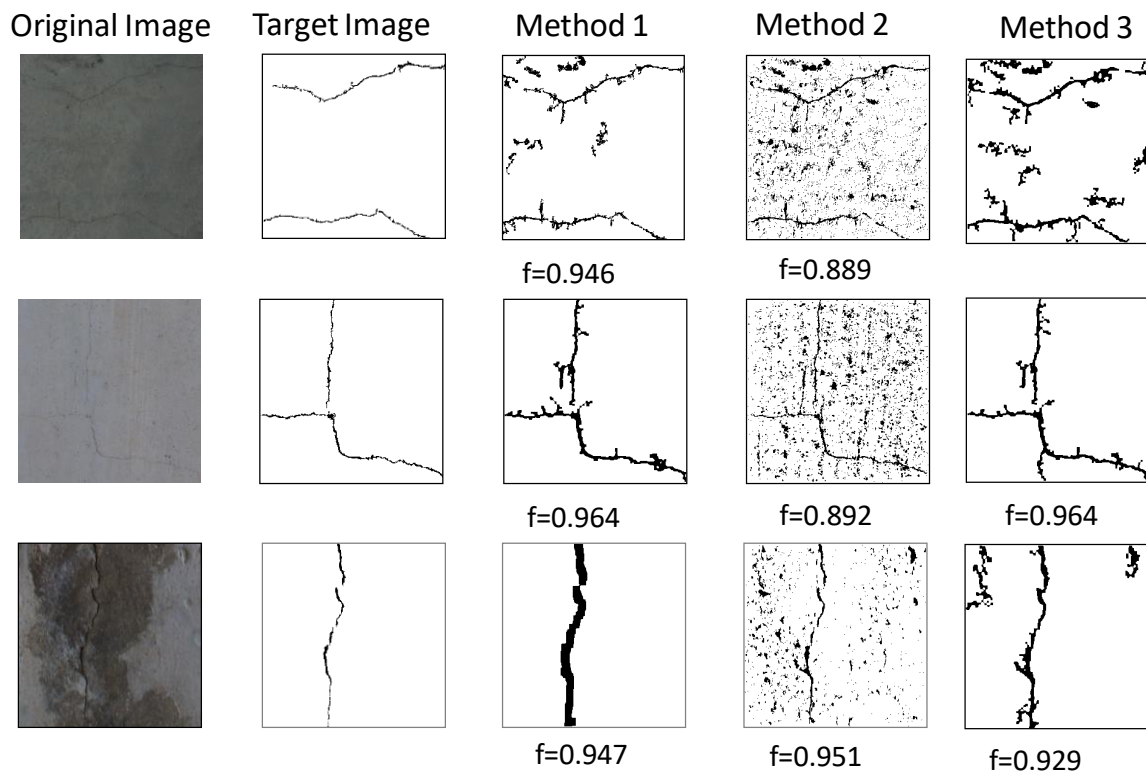 Original Image Target Image Method 1 Method 2 Method 3
f=0.946 f=0.889
f=0.964 f=0.892 f=0.964
f=0.947 f=0.951 f=0.929